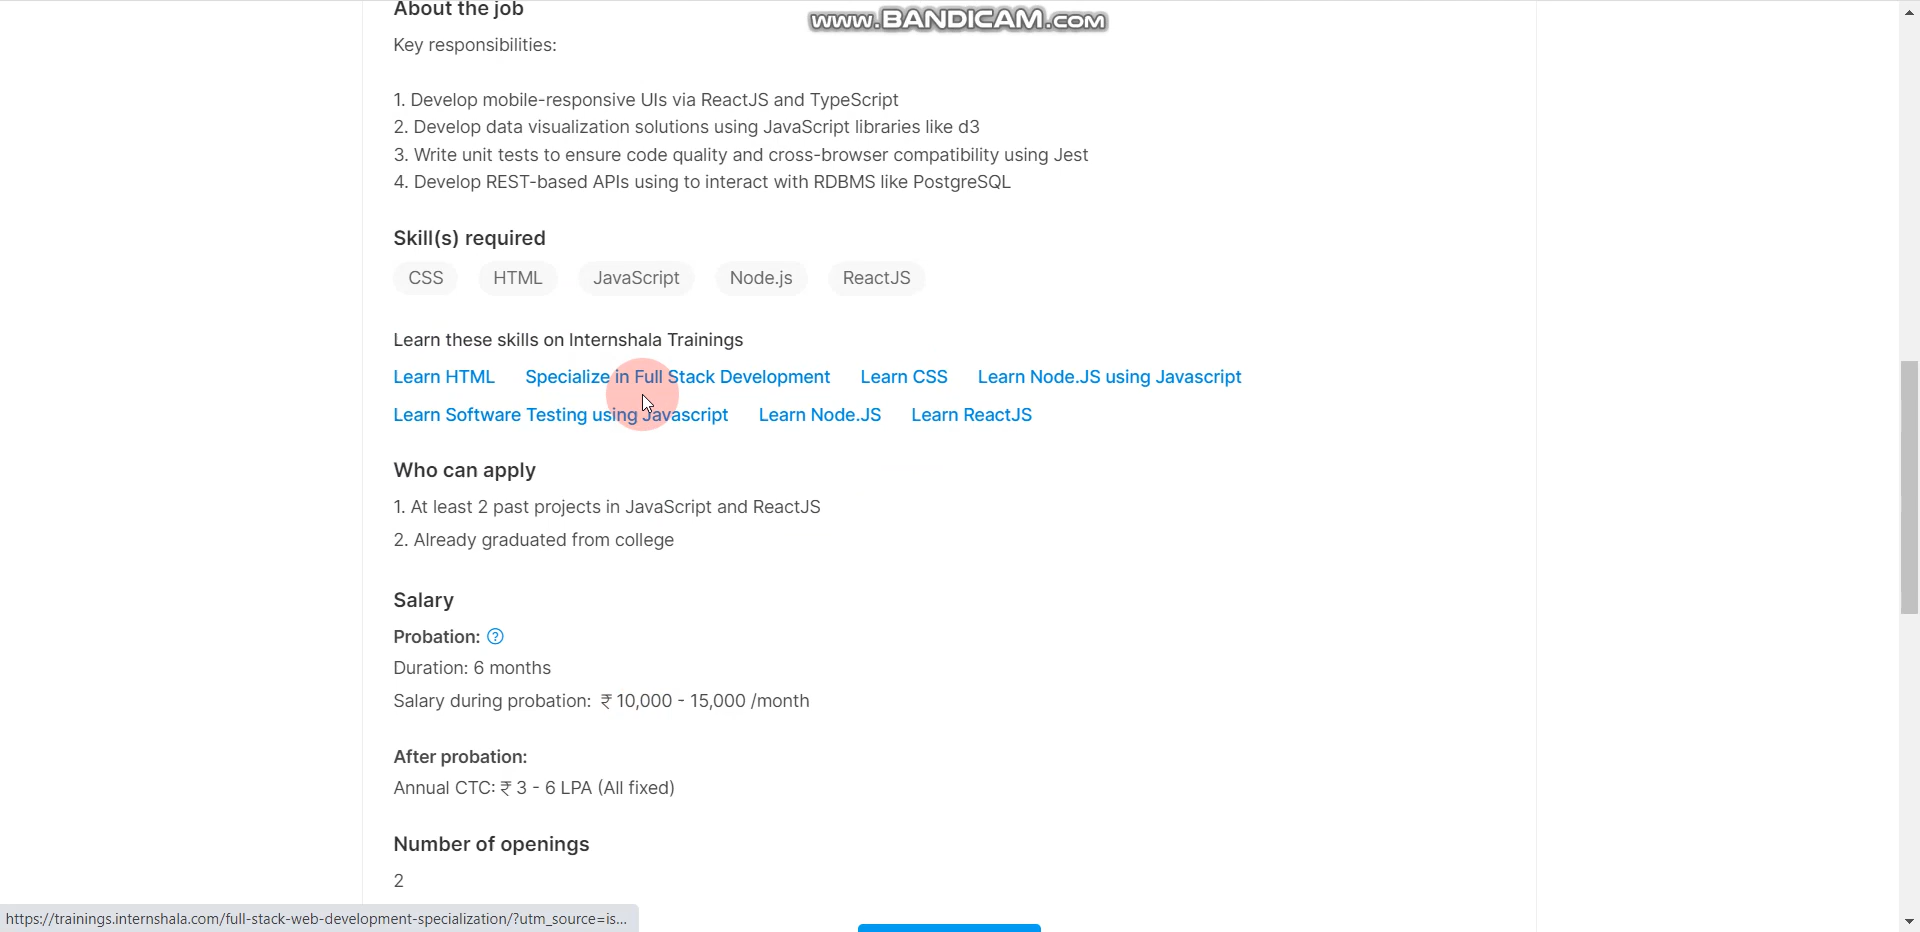 About the job
www.BANDICAM.com
Key responsibilities:
1. Develop mobile-responsive UIs via ReactJS and TypeScript
2. Develop data visualization solutions using JavaScript libraries like d3
3. Write unit tests to ensure code quality and cross-browser compatibility using Jest
4. Develop REST-based APIs using to interact with RDBMS like PostgreSQL
Skill(s) required
CSS HTML JavaScript Node.js ReactJS
Learn these skills on Internshala Trainings
Learn HTML Specialize in Full Stack Development Learn CSS Learn Node.JS using Javascript
Learn Software Testing using Javascript Learn Node.JS Learn ReactJS
Who can apply
1. At least 2 past projects in JavaScript and ReactJS
2. Already graduated from college
Salary
Probation: ?
Duration: 6 months
Salary during probation: ₹ 10,000 - 15,000 /month
After probation:
Annual CTC: ₹ 3 - 6 LPA (All fixed)
Number of openings
2
https://trainings.internshala.com/full-stack-web-development-specialization/?utm_source=is...